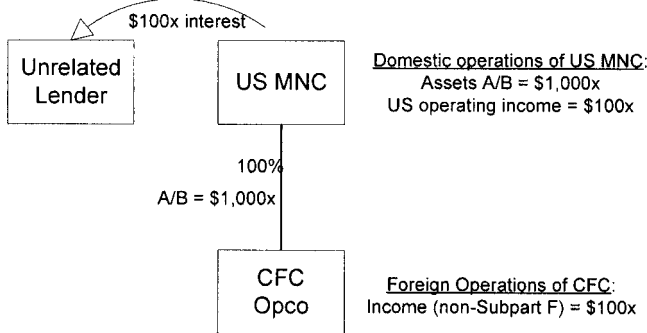 $100x interest
Unrelated
Lender
US MNC
Domestic operations of US MNC:
Assets A/B = $1,000x
US operating income = $100x
100%
A/B = $1,000x
CFC
Opco
Foreign Operations of CFC:
Income (non-Subpart F) = $100x